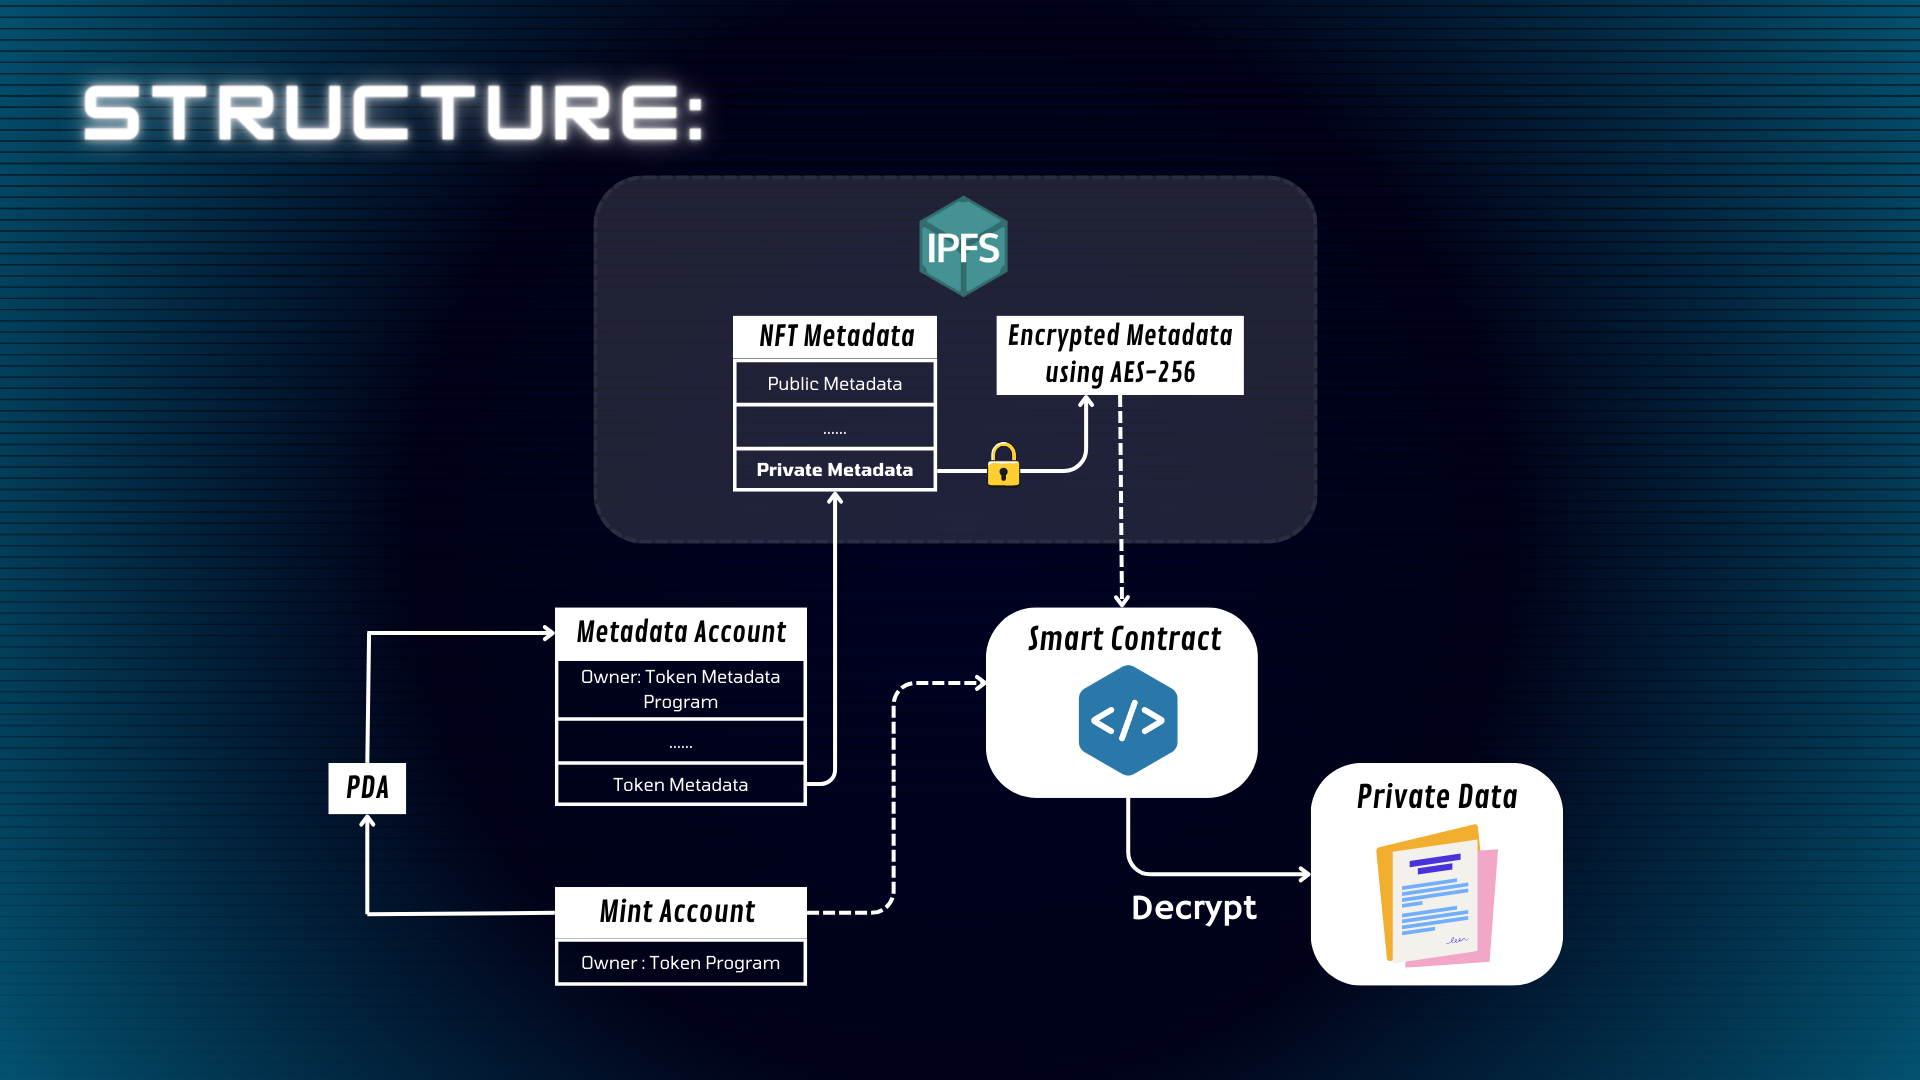 STRUCTURE:
IPFS
NFT Metadata
Public Metadata
......
Private Metadata
Encrypted Metadata
using AES-256
Metadata Account
Owner: Token Metadata
Program
......
Token Metadata
PDA
Mint Account
Owner : Token Program
Smart Contract
</>
Decrypt
Private Data